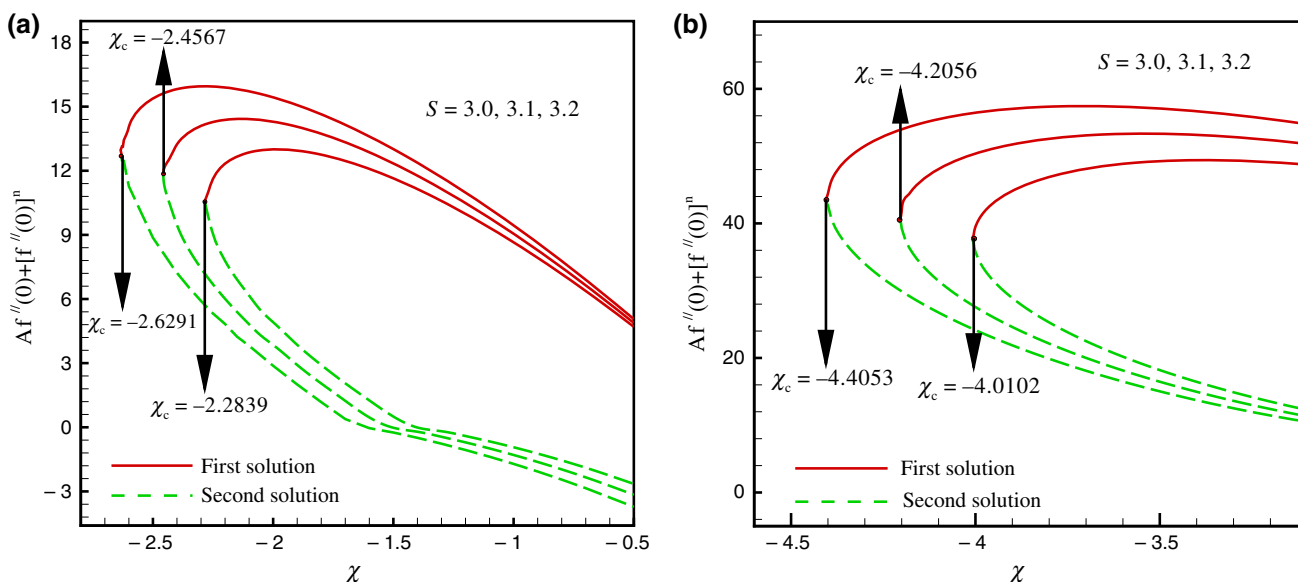 (a)
χc = –2.4567
S = 3.0, 3.1, 3.2
χc = –2.6291
χc = –2.2839
First solution
Second solution
Af //(0)+[f //(0)]n
18
15
12
9
6
3
0
–3
–2.5
–2
–1.5
–1
–0.5
χ
(b)
S = 3.0, 3.1, 3.2
χc = –4.2056
χc = –4.4053
χc = –4.0102
First solution
Second solution
Af //(0)+[f //(0)]n
60
40
20
0
–4.5
–4
–3.5
χ